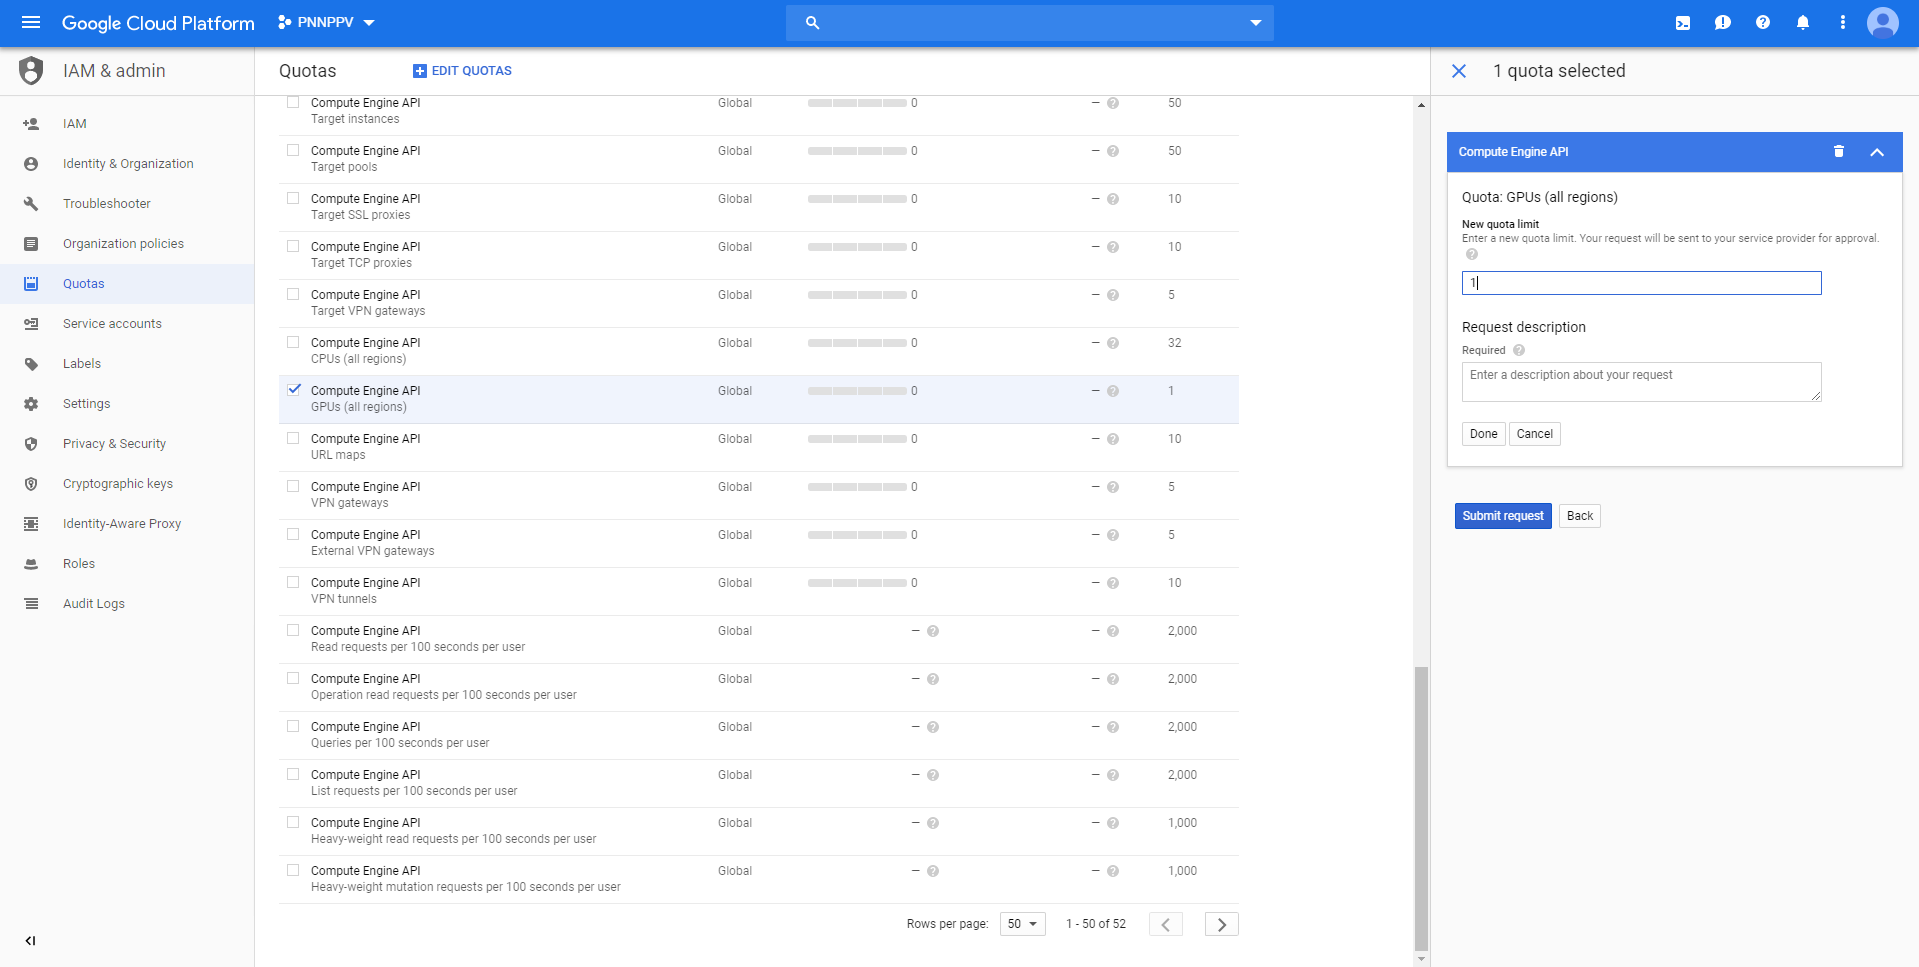 Google Cloud Platform
PNNPPV
IAM & admin
Quotas
EDIT QUOTAS
1 quota selected
IAM
Identity & Organization
Troubleshooter
Organization policies
Quotas
Service accounts
Labels
Settings
Privacy & Security
Cryptographic keys
Identity-Aware Proxy
Roles
Audit Logs
Compute Engine API Global 0 – 50
Target instances
Compute Engine API Global 0 – 50
Target pools
Compute Engine API Global 0 – 10
Target SSL proxies
Compute Engine API Global 0 – 10
Target TCP proxies
Compute Engine API Global 0 – 5
Target VPN gateways
Compute Engine API Global 0 – 32
CPUs (all regions)
Compute Engine API Global 0 – 1
GPUs (all regions)
Compute Engine API Global 0 – 10
URL maps
Compute Engine API Global 0 – 5
VPN gateways
Compute Engine API Global 0 – 5
External VPN gateways
Compute Engine API Global 0 – 10
VPN tunnels
Compute Engine API Global – – 2,000
Read requests per 100 seconds per user
Compute Engine API Global – – 2,000
Operation read requests per 100 seconds per user
Compute Engine API Global – – 2,000
Queries per 100 seconds per user
Compute Engine API Global – – 2,000
List requests per 100 seconds per user
Compute Engine API Global – – 1,000
Heavy-weight read requests per 100 seconds per user
Compute Engine API Global – – 1,000
Heavy-weight mutation requests per 100 seconds per user
Rows per page: 50 1 - 50 of 52
Compute Engine API
Quota: GPUs (all regions)
New quota limit
Enter a new quota limit. Your request will be sent to your service provider for approval.
1
Request description
Required
Enter a description about your request
Done Cancel
Submit request Back